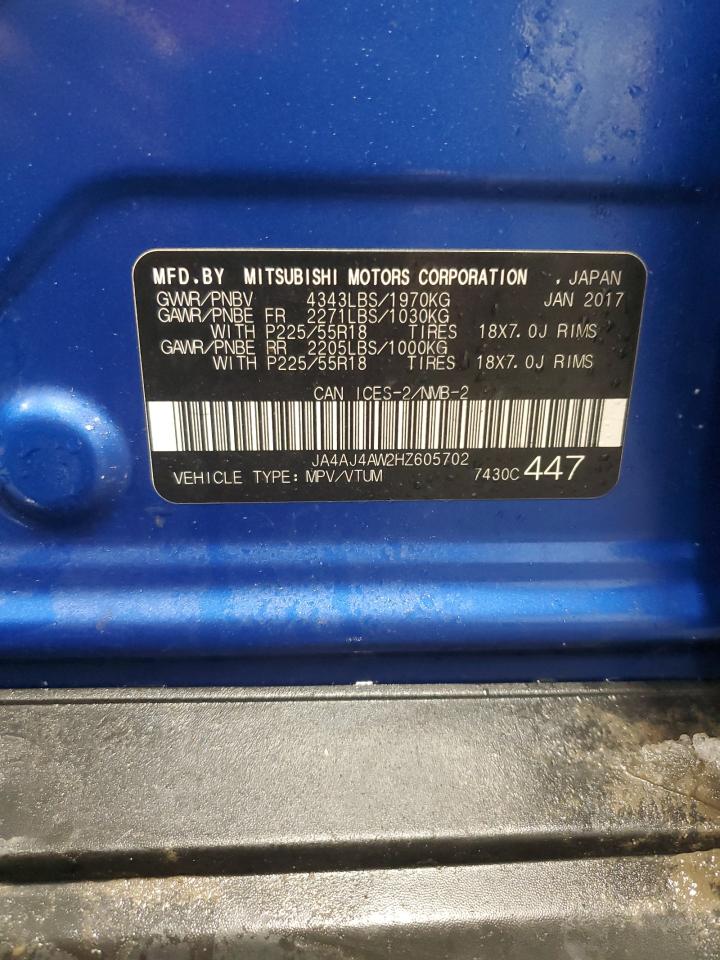 MFD.BY MITSUBISHI MOTORS CORPORATION , JAPAN
GVWR/PNBV 4343LBS/1970KG JAN 2017
GAWR/PNBE FR 2271LBS/1030KG
WITH P225/55R18 TIRES 18X7.0J RIMS
GAWR/PNBE RR 2205LBS/1000KG
WITH P225/55R18 TIRES 18X7.0J RIMS
CAN ICES-2/NMB-2
JA4AJ4AW2HZ605702
VEHICLE TYPE: MPV/VTUM 7430C 447